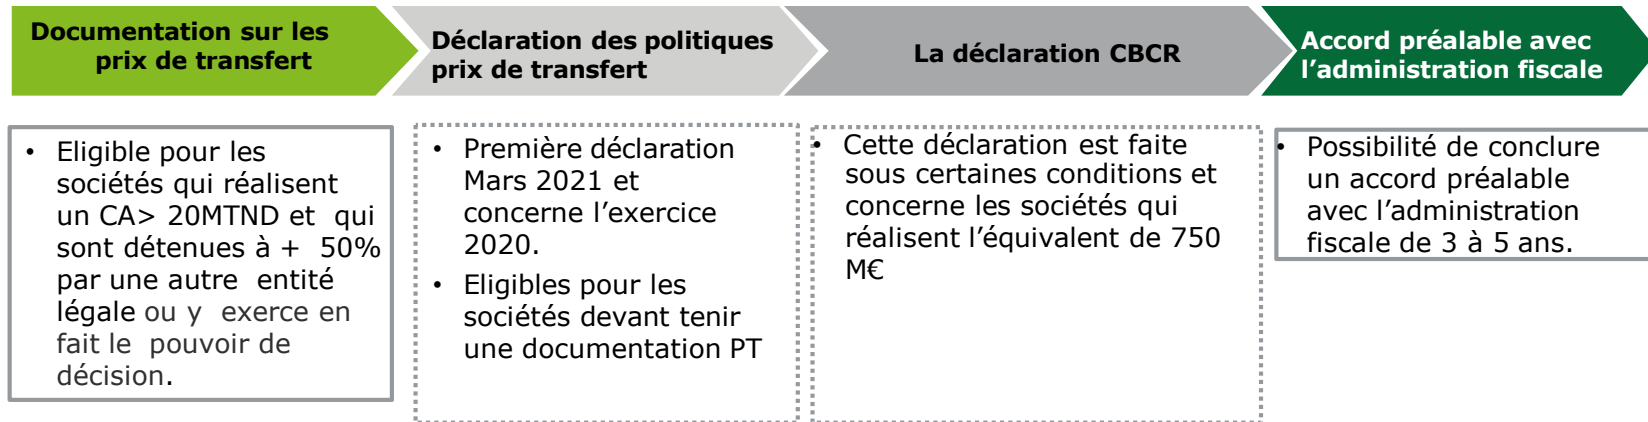 Documentation sur les
prix de transfert
Déclaration des politiques
prix de transfert
La déclaration CBCR
Accord préalable avec
l’administration fiscale
• Eligible pour les
sociétés qui réalisent
un CA> 20MTND et qui
sont détenues à + 50%
par une autre entité
légale ou y exerce en
fait le pouvoir de
décision.
• Première déclaration
Mars 2021 et
concerne l’exercice
2020.
• Eligibles pour les
sociétés devant tenir
une documentation PT
• Cette déclaration est faite
sous certaines conditions et
concerne les sociétés qui
réalisent l’équivalent de 750
M€
• Possibilité de conclure
un accord préalable
avec l’administration
fiscale de 3 à 5 ans.